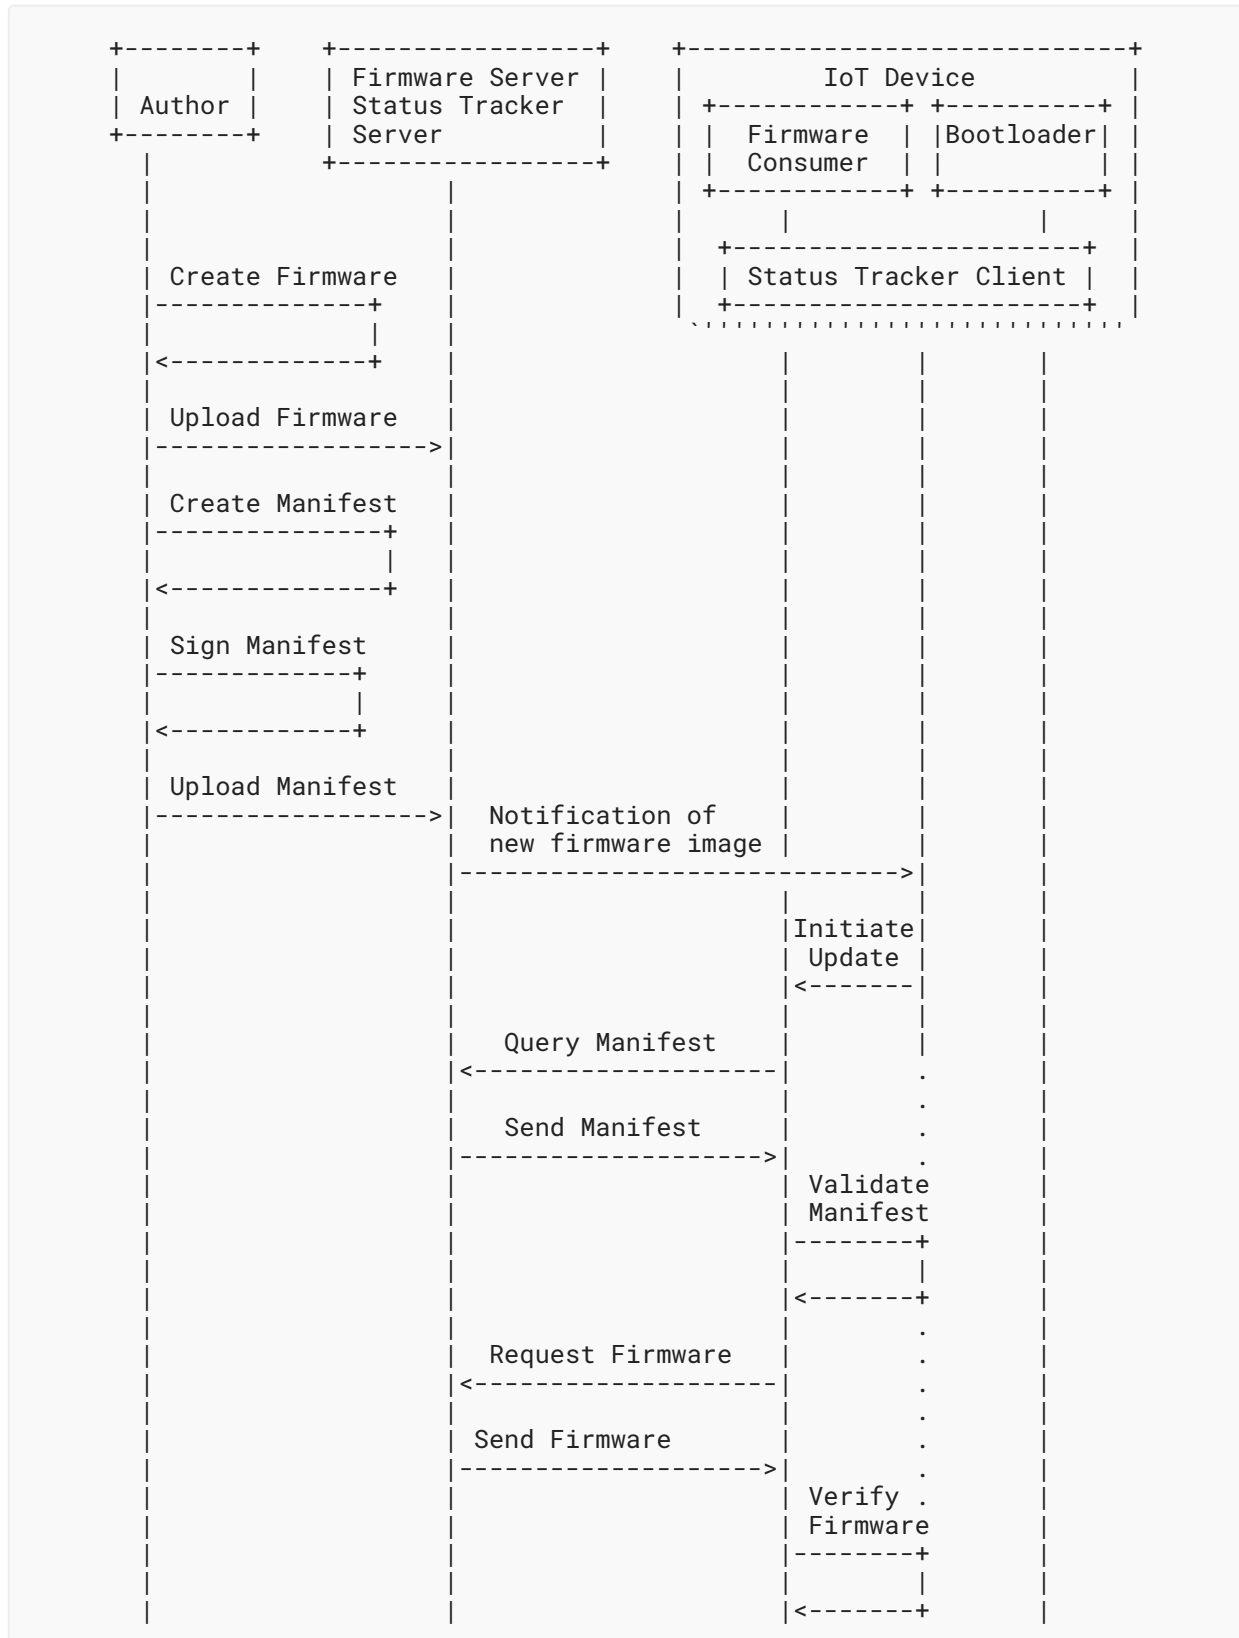 IoT Device
Firmware Server
Author
Status Tracker
Server
Firmware
Consumer
Bootloader
Status Tracker Client
Create Firmware
Upload Firmware
Create Manifest
Sign Manifest
Upload Manifest
Notification of
new firmware image
Initiate
Update
Query Manifest
Send Manifest
Validate
Manifest
Request Firmware
Send Firmware
Verify
Firmware